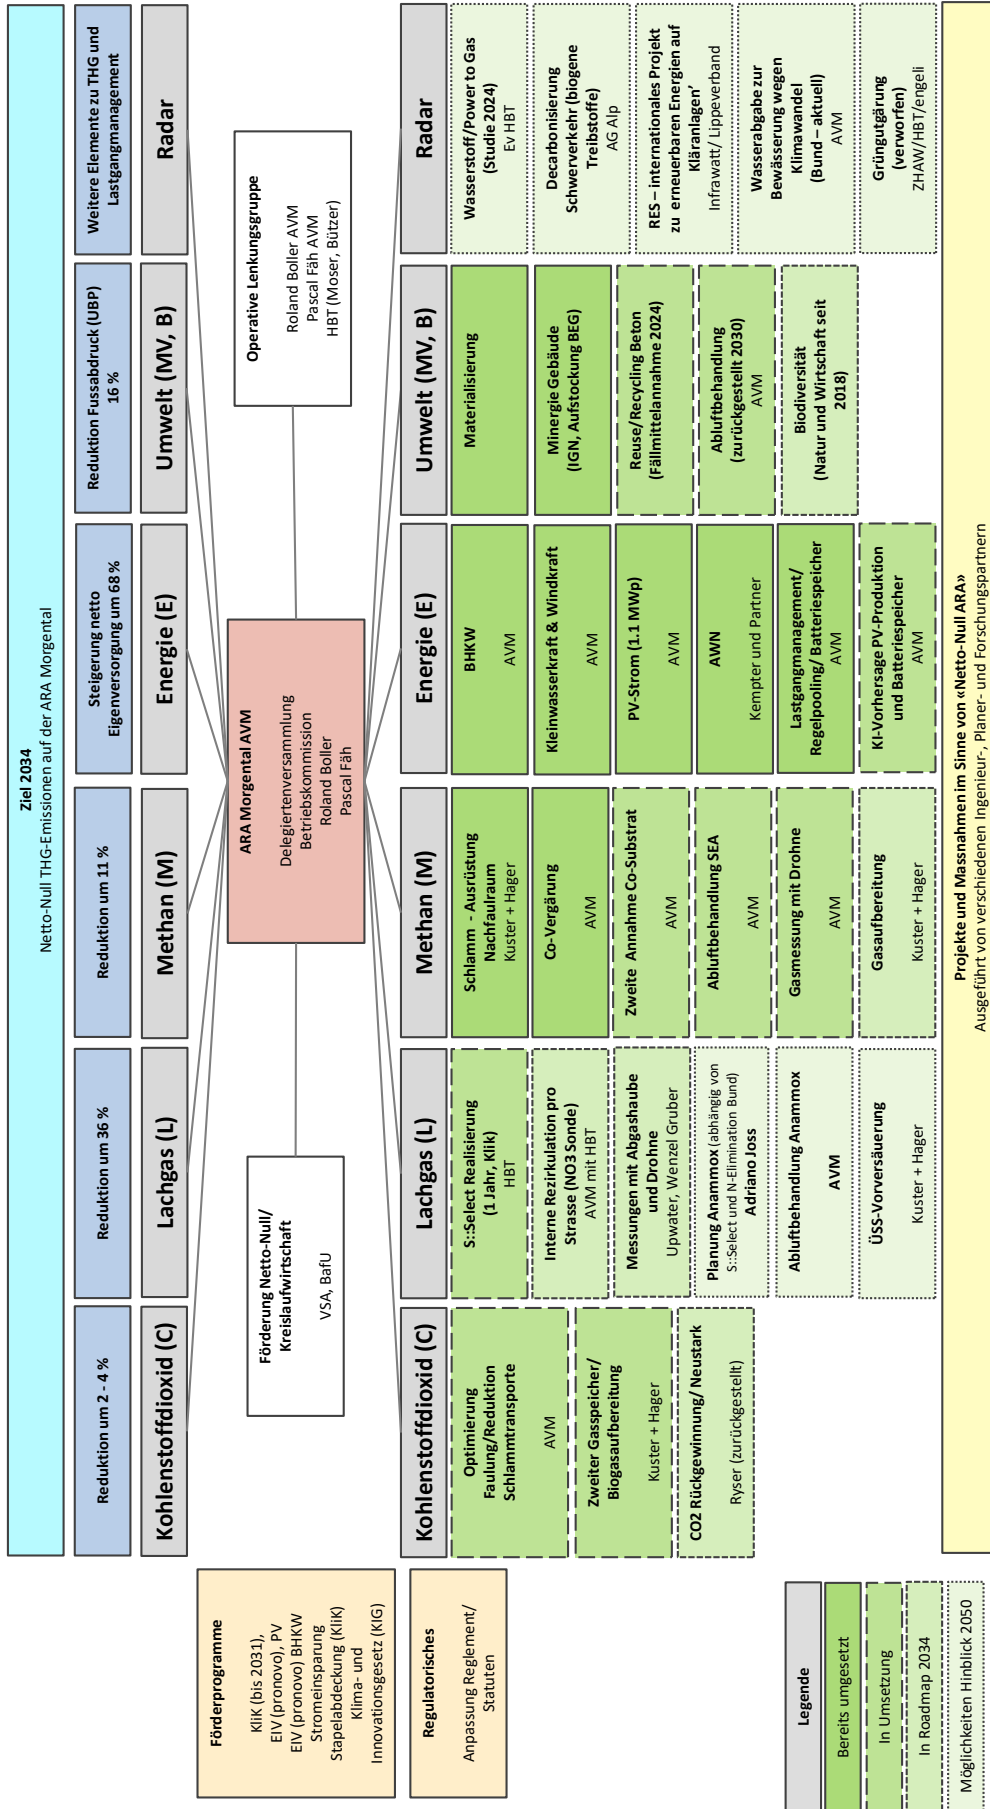 Ziel 2034
Netto-Null THG-Emissionen auf der ARA Morgental
Reduktion um 2 - 4 %
Reduktion um 36 %
Reduktion um 11 %
Steigerung netto
Eigenversorgung um 68 %
Reduktion Fussabdruck (UBP)
16 %
Weitere Elemente zu THG und
Lastgangmanagement
Kohlenstoffdioxid (C)
Lachgas (L)
Methan (M)
Energie (E)
Umwelt (MV, B)
Radar
Förderprogramme
KliK (bis 2031),
EIV (pronovo), PV
EIV (pronovo) BHKW
Stromeinsparung
Stapelabdeckung (KliK)
Klima- und
Innovationsgesetz (KIG)
Förderung Netto-Null/
Kreislaufwirtschaft
VSA, BafU
ARA Morgental AVM
Delegiertenversammlung
Betriebskommission
Roland Boller
Pascal Fäh
Operative Lenkungsgruppe
Roland Boller AVM
Pascal Fäh AVM
HBT (Moser, Bützer)
Regulatorisches
Anpassung Reglement/
Statuten
Kohlenstoffdioxid (C)
Lachgas (L)
Methan (M)
Energie (E)
Umwelt (MV, B)
Radar
Optimierung
Faulung/Reduktion
Schlammtransporte
AVM
Zweiter Gasspeicher/
Biogasaufbereitung
Kuster + Hager
CO2 Rückgewinnung/ Neustark
Ryser (zurückgestellt)
S::Select Realisierung
(1 Jahr, Klik)
HBT
Interne Rezirkulation pro
Strasse (NO3 Sonde)
AVM mit HBT
Messungen mit Abgashaube
und Drohne
Upwater, Wenzel Gruber
Planung Anammox (abhängig von
S::Select und N-Elimination Bund)
Adriano Joss
Abluftbehandlung Anammox
AVM
ÜSS-Vorversäuerung
Kuster + Hager
Schlamm - Ausrüstung
Nachfaulraum
Kuster + Hager
Co-Vergärung
AVM
Zweite Annahme Co-Substrat
AVM
Abluftbehandlung SEA
AVM
Gasmessung mit Drohne
AVM
Gasaufbereitung
Kuster + Hager
BHKW
AVM
Kleinwasserkraft & Windkraft
AVM
PV-Strom (1.1 MWp)
AVM
AWN
Kempter und Partner
Lastgangmanagement/
Regelpooling/ Batteriespeicher
AVM
KI-Vorhersage PV-Produktion
und Batteriespeicher
AVM
Materialisierung
Minergie Gebäude
(IGN, Aufstockung BEG)
Reuse/Recycling Beton
(Fällmittelannahme 2024)
Abluftbehandlung
(zurückgestellt 2030)
AVM
Biodiversität
(Natur und Wirtschaft seit
2018)
Wasserstoff/Power to Gas
(Studie 2024)
Ev HBT
Decarbonisierung
Schwerverkehr (biogene
Treibstoffe)
AG Alp
RES – internationales Projekt
zu erneuerbaren Energien auf
Kläranlagen’
Infrawatt/ Lippeverband
Wasserabgabe zur
Bewässerung wegen
Klimawandel
(Bund – aktuell)
AVM
Grüngutgärung
(verworfen)
ZHAW/HBT/engeli
Legende
Bereits umgesetzt
In Umsetzung
In Roadmap 2034
Möglichkeiten Hinblick 2050
Projekte und Massnahmen im Sinne von «Netto-Null ARA»
Ausgeführt von verschiedenen Ingenieur-, Planer- und Forschungspartnern